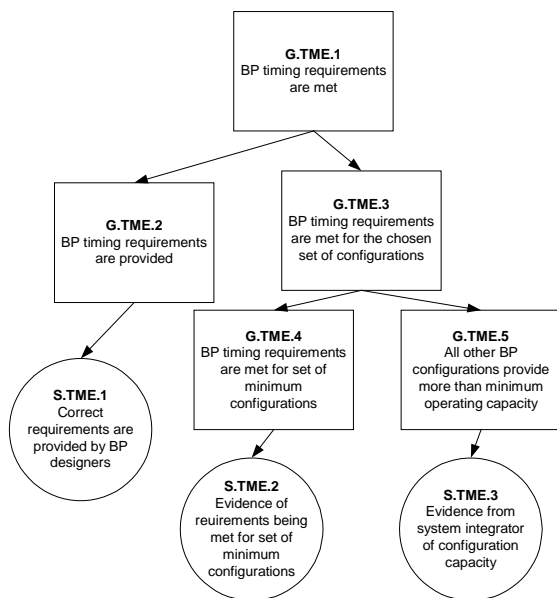 G.TME.1
BP timing requirements
are met
G.TME.2
BP timing requirements
are provided
G.TME.3
BP timing requirements
are met for the chosen
set of configurations
G.TME.4
BP timing requirements
are met for set of
minimum
configurations
G.TME.5
All other BP
configurations provide
more than minimum
operating capacity
S.TME.1
Correct
requirements are
provided by BP
designers
S.TME.2
Evidence of
reuirements being
met for set of
minimum
configurations
S.TME.3
Evidence from
system integrator
of configuration
capacity